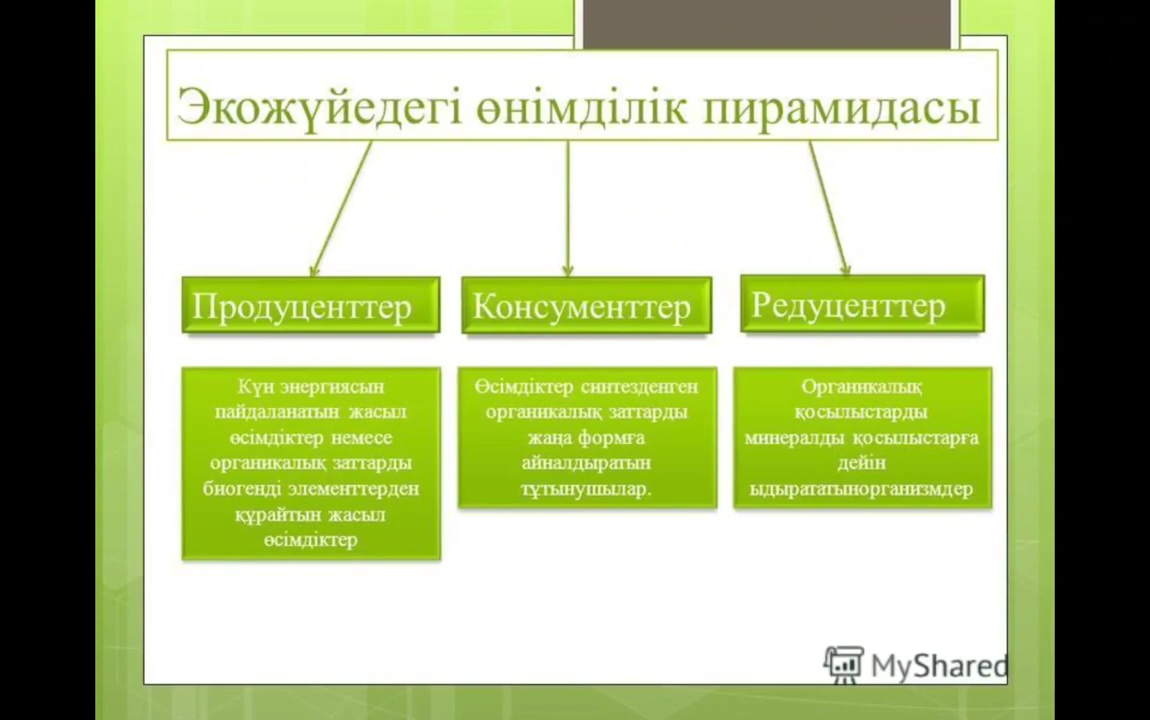 Экожүйедегі өнімділік пирамидасы
Продуценттер
Консументтер
Редуценттер
Күн энергиясын
пайдаланатын жасыл
өсімдіктер немесе
органикалық заттарды
биогенді элементтерден
құрайтын жасыл
өсімдіктер
Өсімдіктер синтезденген
органикалық заттарды
жаңа формға
айналдыратын
тұтынушылар.
Органикалық
қосылыстарды
минералды қосылыстарға
дейін
ыдырататынорганизмдер
MyShared